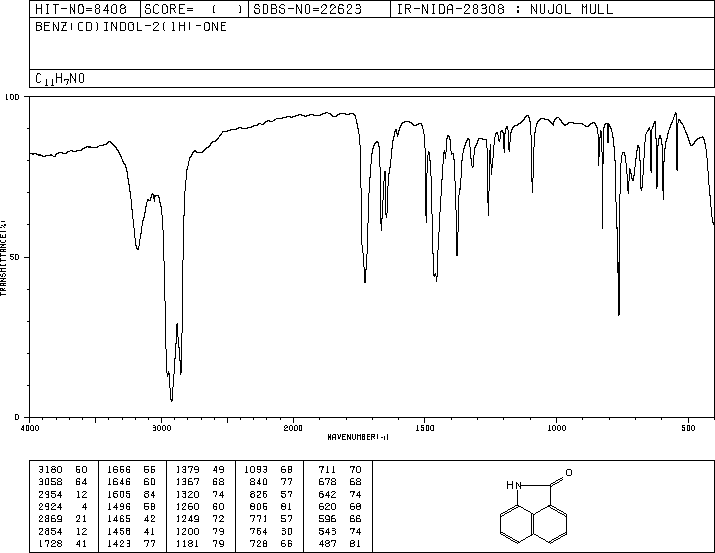 HIT-NO=8408 SCORE= ( ) SDBS-NO=22623 IR-NIDA-28308 : NUJOL MULL
BENZ(CD)INDOL-2(1H)-ONE
C11H7NO
100
50
0
TRANSMITTANCE(%)
4000 3000 2000 1500 1000 500
WAVENUMBER(-1)
3180 50 1666 56 1379 49 1093 68 711 70
3058 64 1646 60 1367 68 840 77 678 68
2954 12 1605 84 1320 74 826 57 642 74
2924 4 1496 58 1260 60 806 81 620 68
2869 21 1465 42 1249 72 771 57 596 66
2854 12 1458 41 1200 79 764 30 543 74
1728 41 1423 77 1181 79 728 66 487 81
HN
O